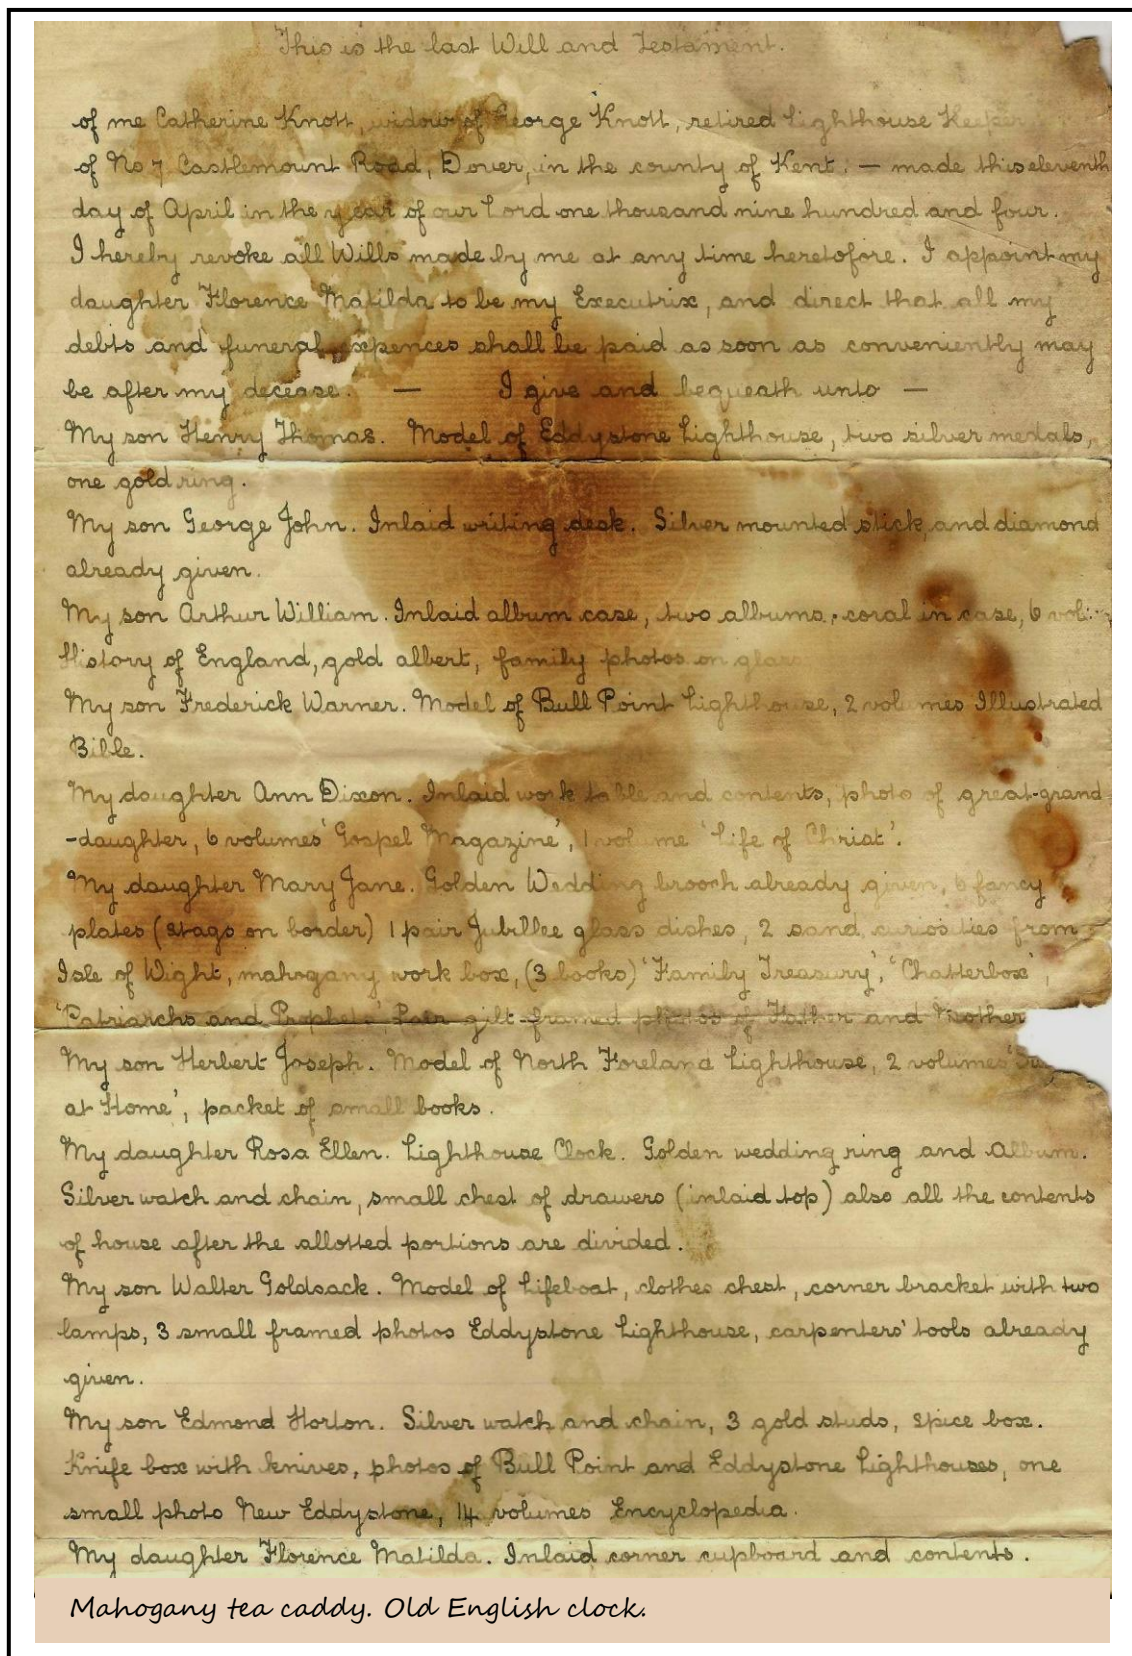 This is the last Will and Testament.
of me Catherine Knott, widow of George Knott, retired Lighthouse Keeper
of No 7 Castlemount Road, Dover, in the county of Kent. — made this eleventh
day of April in the year of our Lord one thousand nine hundred and four.
I hereby revoke all Wills made by me at any time heretofore. I appoint my
daughter Florence Matilda to be my Executrix, and direct that all my
debts and funeral expences shall be paid as soon as conveniently may
be after my decease. — I give and bequeath unto —
My son Henry Thomas. Model of Eddystone Lighthouse, two silver medals,
one gold ring.
My son George John. Inlaid writing desk. Silver mounted stick, and diamond
already given.
My son Arthur William. Inlaid album case, two albums, coral in case, 6 vol:
History of England, gold albert, family photos on glass
My son Frederick Warner. Model of Bull Point Lighthouse, 2 volumes Illustrated
Bible.
My daughter Ann Dixon. Inlaid work table and contents, photo of great-grand
-daughter, 6 volumes 'Gospel Magazine', 1 volume 'Life of Christ'.
My daughter Mary Jane. Golden Wedding brooch already given, 6 fancy
plates (stags on border) 1 pair Jubillee glass dishes, 2 sand curiosities from
Isle of Wight, mahogany work box, (3 books) 'Family Treasury', 'Chatterbox',
'Patriarchs and Prophets', Pair gilt-framed photos of Father and Mother
My son Herbert Joseph. Model of North Foreland Lighthouse, 2 volumes
at Home', packet of small books.
My daughter Rosa Ellen. Lighthouse Clock. Golden wedding ring and Album.
Silver watch and chain, small chest of drawers (inlaid top) also all the contents
of house after the allotted portions are divided.
My son Walter Goldsack. Model of Lifeboat, clothes chest, corner bracket with two
lamps, 3 small framed photos Eddystone Lighthouse, carpenters' tools already
given.
My son Edmond Horton. Silver watch and chain, 3 gold studs, spice box.
Knife box with knives, photos of Bull Point and Eddystone Lighthouses, one
small photo New Eddystone, 14 volumes Encyclopedia.
My daughter Florence Matilda. Inlaid corner cupboard and contents.
Mahogany tea caddy. Old English clock.